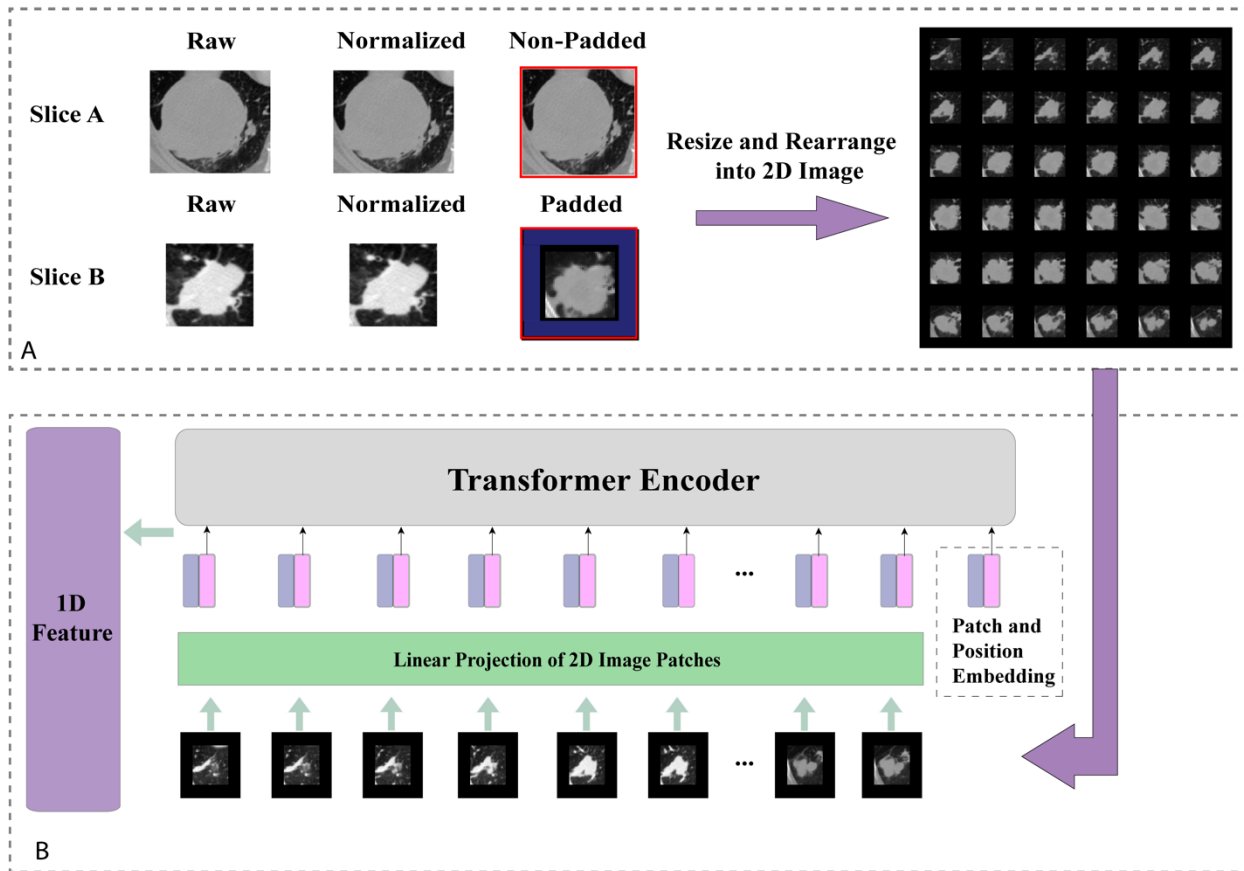 Raw
Normalized
Non-Padded
Slice A
Resize and Rearrange
into 2D Image
Raw
Normalized
Padded
Slice B
A
Transformer Encoder
...
1D
Feature
Patch and
Position
Embedding
Linear Projection of 2D Image Patches
...
B